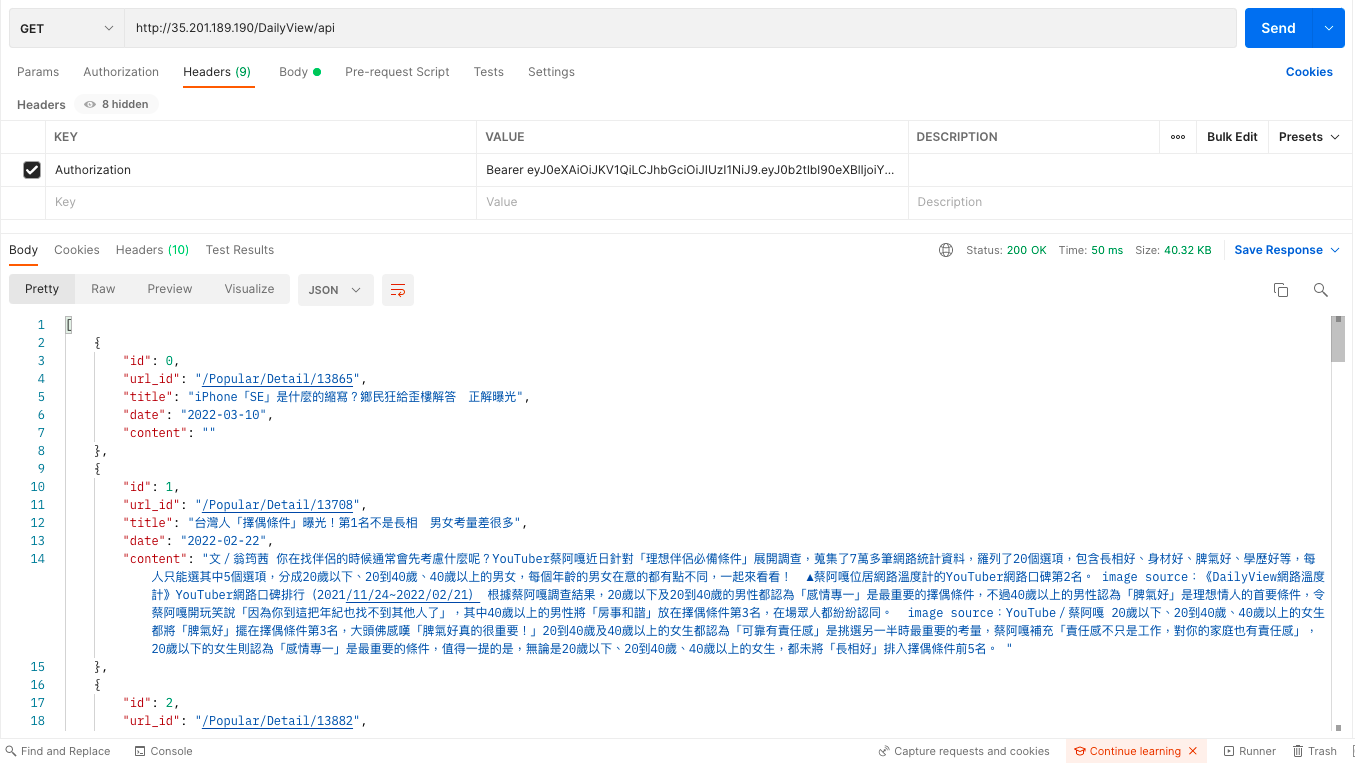 GET http://35.201.189.190/DailyView/api Send
Params Authorization Headers (9) Body Pre-request Script Tests Settings Cookies
Headers 8 hidden
KEY VALUE DESCRIPTION Bulk Edit Presets
Authorization Bearer eyJ0eXAiOiJKV1QiLCJhbGciOiJIUzI1NiJ9.eyJ0b2tlbl90eXBlIjoiY...
Key Value Description
Body Cookies Headers (10) Test Results Status: 200 OK Time: 50 ms Size: 40.32 KB Save Response
Pretty Raw Preview Visualize JSON
1 [
2 {
3 "id": 0,
4 "url_id": "/Popular/Detail/13865",
5 "title": "iPhone「SE」是什麼的縮寫？鄉民狂給歪樓解答　正解曝光",
6 "date": "2022-03-10",
7 "content": ""
8 },
9 {
10 "id": 1,
11 "url_id": "/Popular/Detail/13708",
12 "title": "台灣人「擇偶條件」曝光！第1名不是長相　男女考量差很多",
13 "date": "2022-02-22",
14 "content": "文／翁筠茜 你在找伴侶的時候通常會先考慮什麼呢？YouTuber蔡阿嘎近日針對「理想伴侶必備條件」展開調查，蒐集了7萬多筆網路統計資料，羅列了20個選項，包含長相好、身材好、脾氣好、學歷好等，每
人只能選其中5個選項，分成20歲以下、20到40歲、40歲以上的男女，每個年齡的男女在意的都有點不同，一起來看看！　▲蔡阿嘎位居網路溫度計的YouTuber網路口碑第2名。 image source：《DailyView網路溫度
計》YouTuber網路口碑排行（2021/11/24~2022/02/21） 根據蔡阿嘎調查結果，20歲以下及20到40歲的男性都認為「感情專一」是最重要的擇偶條件，不過40歲以上的男性認為「脾氣好」是理想情人的首要條件，令
蔡阿嘎開玩笑說「因為你到這把年紀也找不到其他人了」，其中40歲以上的男性將「房事和諧」放在擇偶條件第3名，在場眾人都紛紛認同。　image source：YouTube／蔡阿嘎 20歲以下、20到40歲、40歲以上的女生
都將「脾氣好」擺在擇偶條件第3名，大頭佛感嘆「脾氣好真的很重要！」20到40歲及40歲以上的女生都認為「可靠有責任感」是挑選另一半時最重要的考量，蔡阿嘎補充「責任感不只是工作，對你的家庭也有責任感」，
20歲以下的女生則認為「感情專一」是最重要的條件，值得一提的是，無論是20歲以下、20到40歲、40歲以上的女生，都未將「長相好」排入擇偶條件前5名。 "
15 },
16 {
17 "id": 2,
18 "url_id": "/Popular/Detail/13882",
Find and Replace Console Capture requests and cookies Continue learning Runner Trash